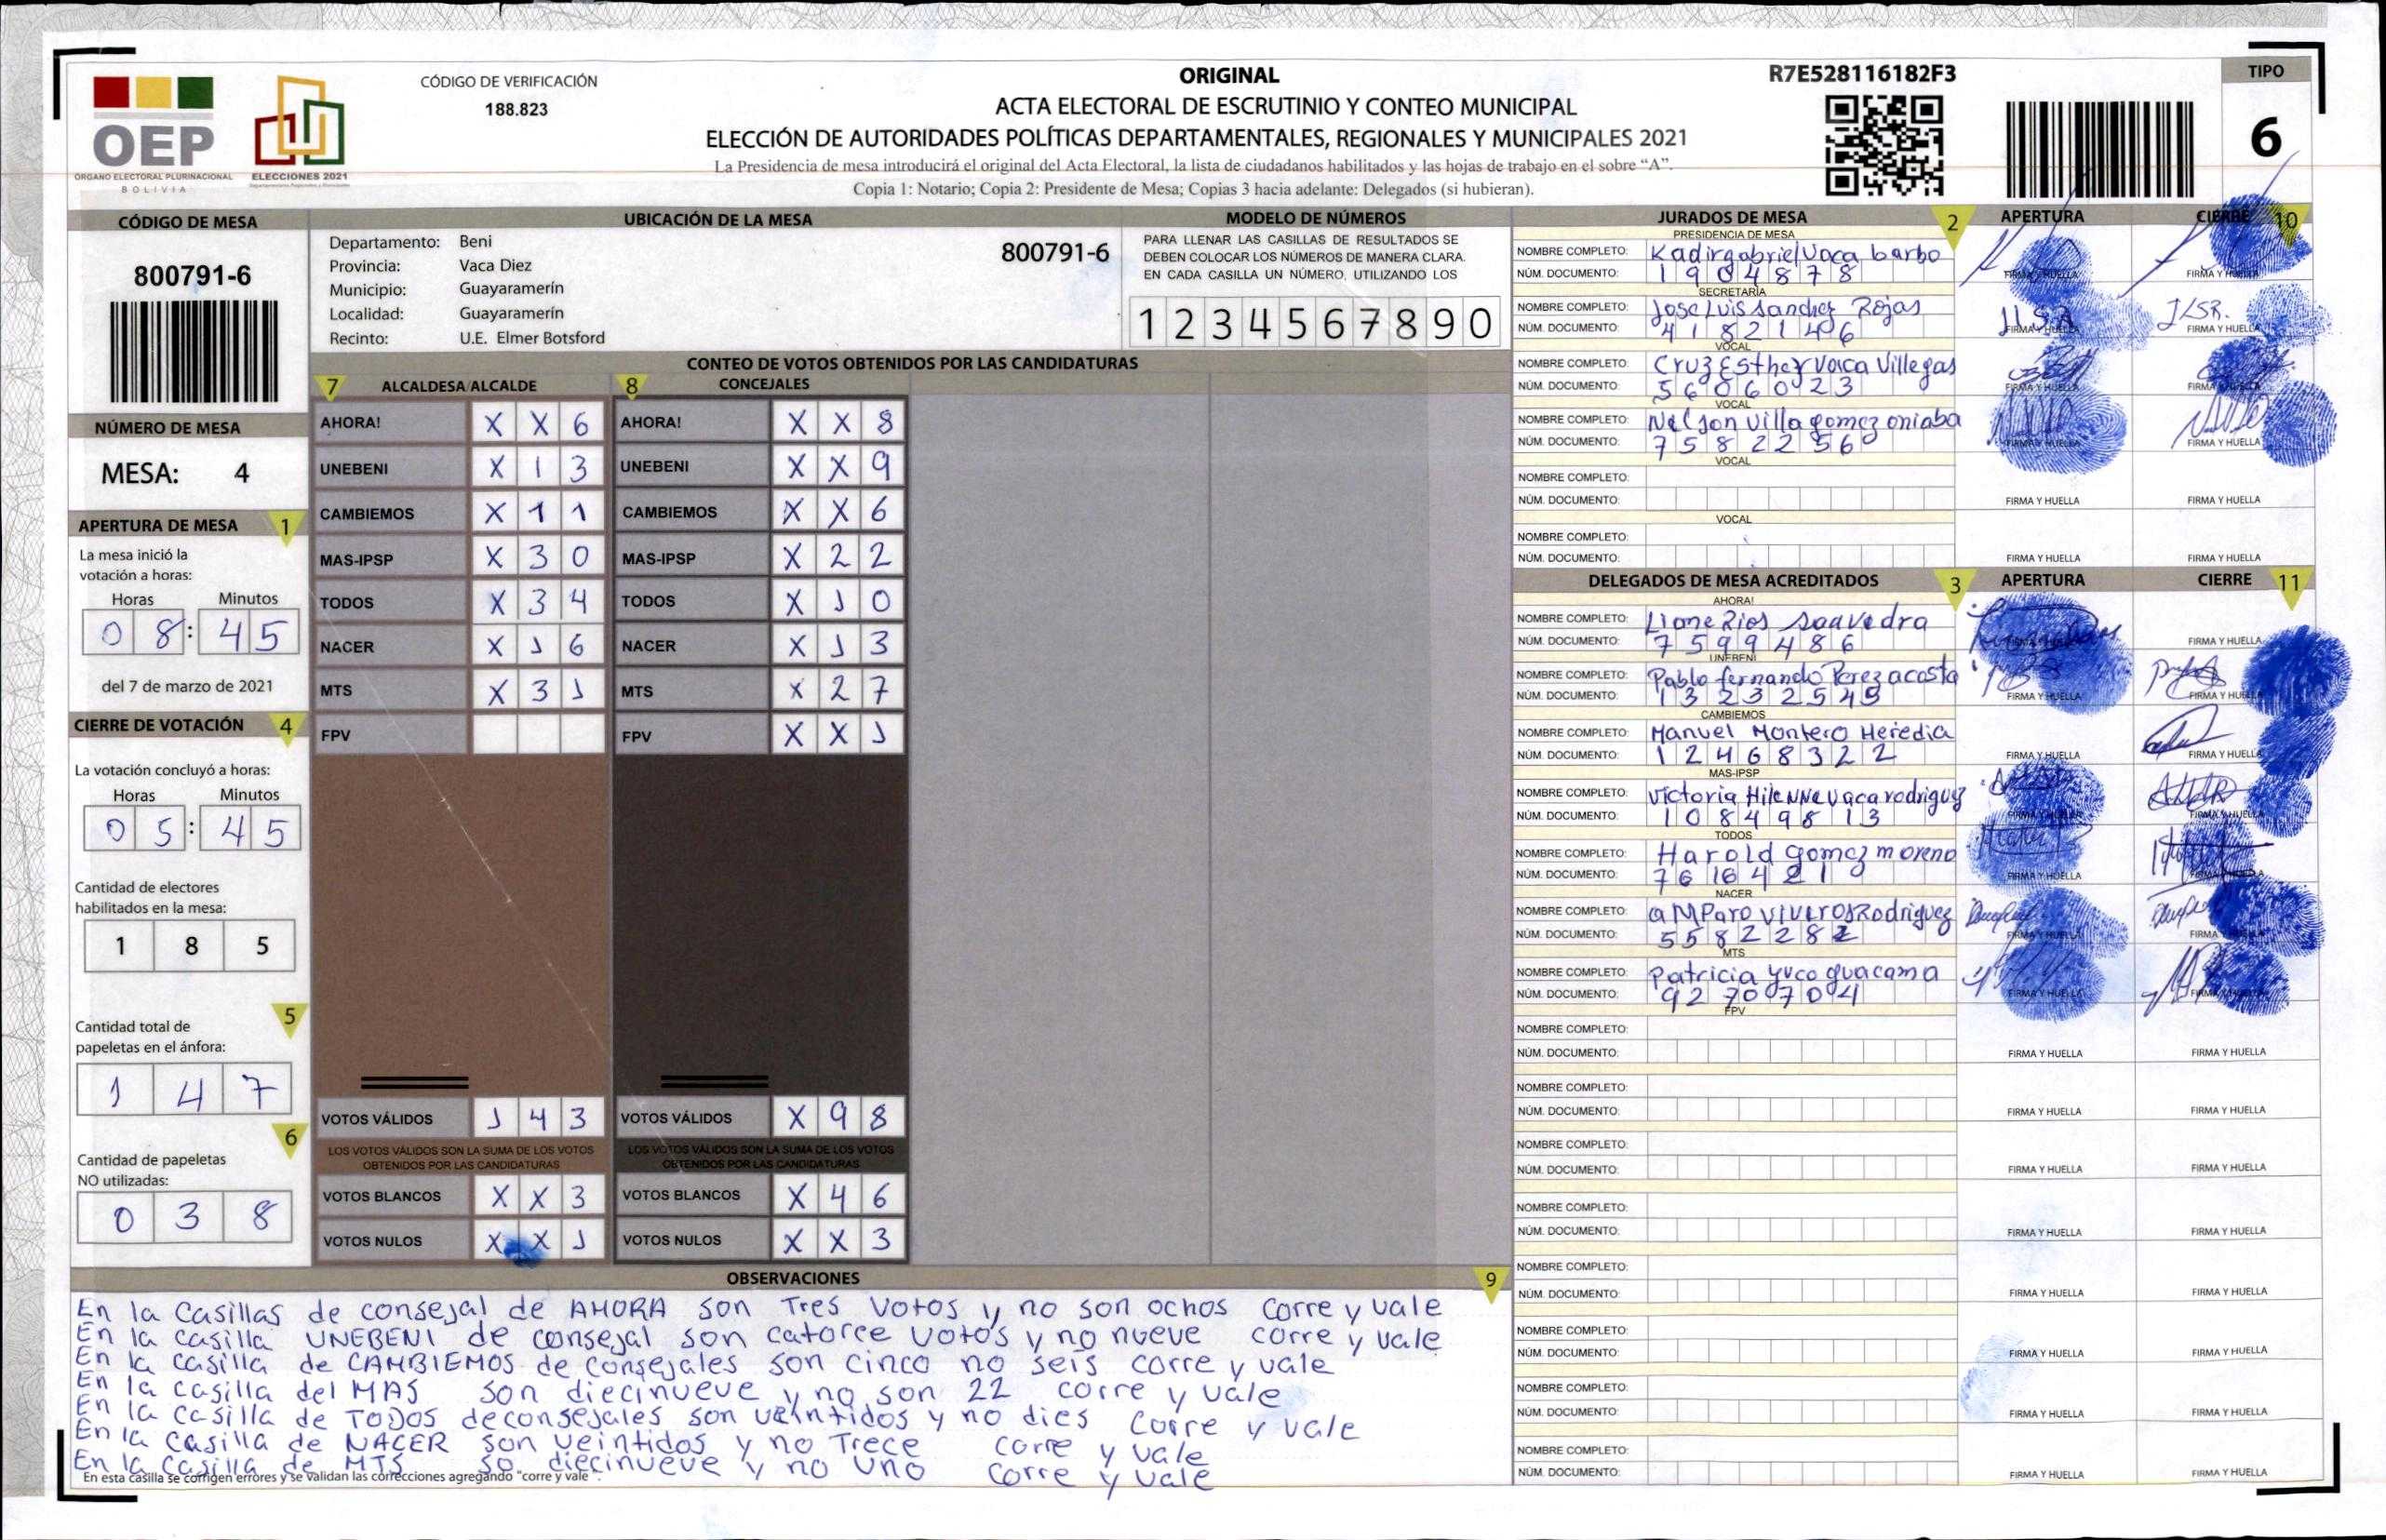 ORIGINAL
R7E528116182F3
TIPO
6
CÓDIGO DE VERIFICACIÓN
188.823
ACTA ELECTORAL DE ESCRUTINIO Y CONTEO MUNICIPAL
ELECCIÓN DE AUTORIDADES POLÍTICAS DEPARTAMENTALES, REGIONALES Y MUNICIPALES 2021
La Presidencia de mesa introducirá el original del Acta Electoral, la lista de ciudadanos habilitados y las hojas de trabajo en el sobre “A”.
Copia 1: Notario; Copia 2: Presidente de Mesa; Copias 3 hacia adelante: Delegados (si hubieran).
OEP
ÓRGANO ELECTORAL PLURINACIONAL
BOLIVIA
ELECCIONES 2021
CÓDIGO DE MESA
800791-6
NÚMERO DE MESA
MESA: 4
APERTURA DE MESA 1
La mesa inició la
votación a horas:
Horas Minutos
0 8 : 4 5
del 7 de marzo de 2021
CIERRE DE VOTACIÓN 4
La votación concluyó a horas:
Horas Minutos
0 5 : 4 5
Cantidad de electores
habilitados en la mesa:
1 8 5
5
Cantidad total de
papeletas en el ánfora:
1 4 7
6
Cantidad de papeletas
NO utilizadas:
0 3 8
UBICACIÓN DE LA MESA
Departamento: Beni
Provincia: Vaca Diez
Municipio: Guayaramerín
Localidad: Guayaramerín
Recinto: U.E. Elmer Botsford
800791-6
MODELO DE NÚMEROS
PARA LLENAR LAS CASILLAS DE RESULTADOS SE
DEBEN COLOCAR LOS NÚMEROS DE MANERA CLARA.
EN CADA CASILLA UN NÚMERO, UTILIZANDO LOS
1 2 3 4 5 6 7 8 9 0
CONTEO DE VOTOS OBTENIDOS POR LAS CANDIDATURAS
7 ALCALDESA/ALCALDE
AHORA! X X 6
UNEBENI X 1 3
CAMBIEMOS X 1 1
MAS-IPSP X 3 0
TODOS X 3 4
NACER X 1 6
MTS X 3 1
FPV
VOTOS VÁLIDOS 1 4 3
LOS VOTOS VÁLIDOS SON LA SUMA DE LOS VOTOS
OBTENIDOS POR LAS CANDIDATURAS
VOTOS BLANCOS X X 3
VOTOS NULOS X X 1
8 CONCEJALES
AHORA! X X 8
UNEBENI X X 9
CAMBIEMOS X X 6
MAS-IPSP X 2 2
TODOS X 1 0
NACER X 1 3
MTS X 2 7
FPV X X 1
VOTOS VÁLIDOS X 9 8
LOS VOTOS VÁLIDOS SON LA SUMA DE LOS VOTOS
OBTENIDOS POR LAS CANDIDATURAS
VOTOS BLANCOS X 4 6
VOTOS NULOS X X 3
JURADOS DE MESA 2 APERTURA CIERRE 10
PRESIDENCIA DE MESA
NOMBRE COMPLETO: Kadirgabriel Vaca barbo
NÚM. DOCUMENTO: 1 9 0 4 8 7 8
FIRMA Y HUELLA FIRMA Y HUELLA
SECRETARÍA
NOMBRE COMPLETO: Jose Luis Sanchez Rojas
NÚM. DOCUMENTO: 4 1 8 2 1 4 6
FIRMA Y HUELLA JLSR. FIRMA Y HUELLA
VOCAL
NOMBRE COMPLETO: Cruz Esther Vaca Villegas
NÚM. DOCUMENTO: 5 6 0 6 0 2 3
FIRMA Y HUELLA FIRMA Y HUELLA
VOCAL
NOMBRE COMPLETO: Nelson Villa gomez oniaba
NÚM. DOCUMENTO: 7 5 8 2 2 5 6
FIRMA Y HUELLA FIRMA Y HUELLA
VOCAL
NOMBRE COMPLETO:
NÚM. DOCUMENTO:
FIRMA Y HUELLA FIRMA Y HUELLA
VOCAL
NOMBRE COMPLETO:
NÚM. DOCUMENTO:
FIRMA Y HUELLA FIRMA Y HUELLA
DELEGADOS DE MESA ACREDITADOS 3 APERTURA CIERRE 11
AHORA!
NOMBRE COMPLETO: Lione Rios Saavedra
NÚM. DOCUMENTO: 7 5 9 9 4 8 6
FIRMA Y HUELLA
UNEBENI
NOMBRE COMPLETO: Pablo fernando Perez acosta
NÚM. DOCUMENTO: 1 3 2 3 2 5 4 5
FIRMA Y HUELLA FIRMA Y HUELLA
CAMBIEMOS
NOMBRE COMPLETO: Manuel Montero Heredia
NÚM. DOCUMENTO: 1 2 4 6 8 3 2 2
FIRMA Y HUELLA FIRMA Y HUELLA
MAS-IPSP
NOMBRE COMPLETO: Victoria HileNNe vaca rodriguez
NÚM. DOCUMENTO: 1 0 8 4 9 8 1 3
FIRMA Y HUELLA FIRMA Y HUELLA
TODOS
NOMBRE COMPLETO: Harold gomez moreno
NÚM. DOCUMENTO: 7 6 1 6 4 2 1
FIRMA Y HUELLA FIRMA Y HUELLA
NACER
NOMBRE COMPLETO: aMParo viveros Rodriguez
NÚM. DOCUMENTO: 5 5 8 2 2 8 2
FIRMA Y HUELLA FIRMA
MTS
NOMBRE COMPLETO: Patricia yuco guacama
NÚM. DOCUMENTO: 9 2 7 0 7 0 4
FIRMA Y HUELLA FIRMA Y HUELLA
FPV
NOMBRE COMPLETO:
NÚM. DOCUMENTO:
FIRMA Y HUELLA FIRMA Y HUELLA
NOMBRE COMPLETO:
NÚM. DOCUMENTO:
FIRMA Y HUELLA FIRMA Y HUELLA
NOMBRE COMPLETO:
NÚM. DOCUMENTO:
FIRMA Y HUELLA FIRMA Y HUELLA
NOMBRE COMPLETO:
NÚM. DOCUMENTO:
FIRMA Y HUELLA FIRMA Y HUELLA
NOMBRE COMPLETO:
NÚM. DOCUMENTO:
FIRMA Y HUELLA FIRMA Y HUELLA
NOMBRE COMPLETO:
NÚM. DOCUMENTO:
FIRMA Y HUELLA FIRMA Y HUELLA
NOMBRE COMPLETO:
NÚM. DOCUMENTO:
FIRMA Y HUELLA FIRMA Y HUELLA
NOMBRE COMPLETO:
NÚM. DOCUMENTO:
FIRMA Y HUELLA FIRMA Y HUELLA
OBSERVACIONES 9
En la Casillas de consejal de AHORA son Tres Votos y no son ochos corre y vale
En la casilla UNEBENI de consejal son catorce votos y no nueve corre y vale
En la casilla de CAMBIEMOS de consejales son cinco no seis corre y vale
En la casilla del MAS son diecinueve y no son 22 corre y vale
En la casilla de TODOS deconsejales son veintidos y no dies corre y vale
En la casilla de NACER son veintidos y no Trece corre y vale
En la Casilla de MTS so diecinueve y no uno corre y vale
En esta casilla se corrigen errores y se validan las correcciones agregando "corre y vale".